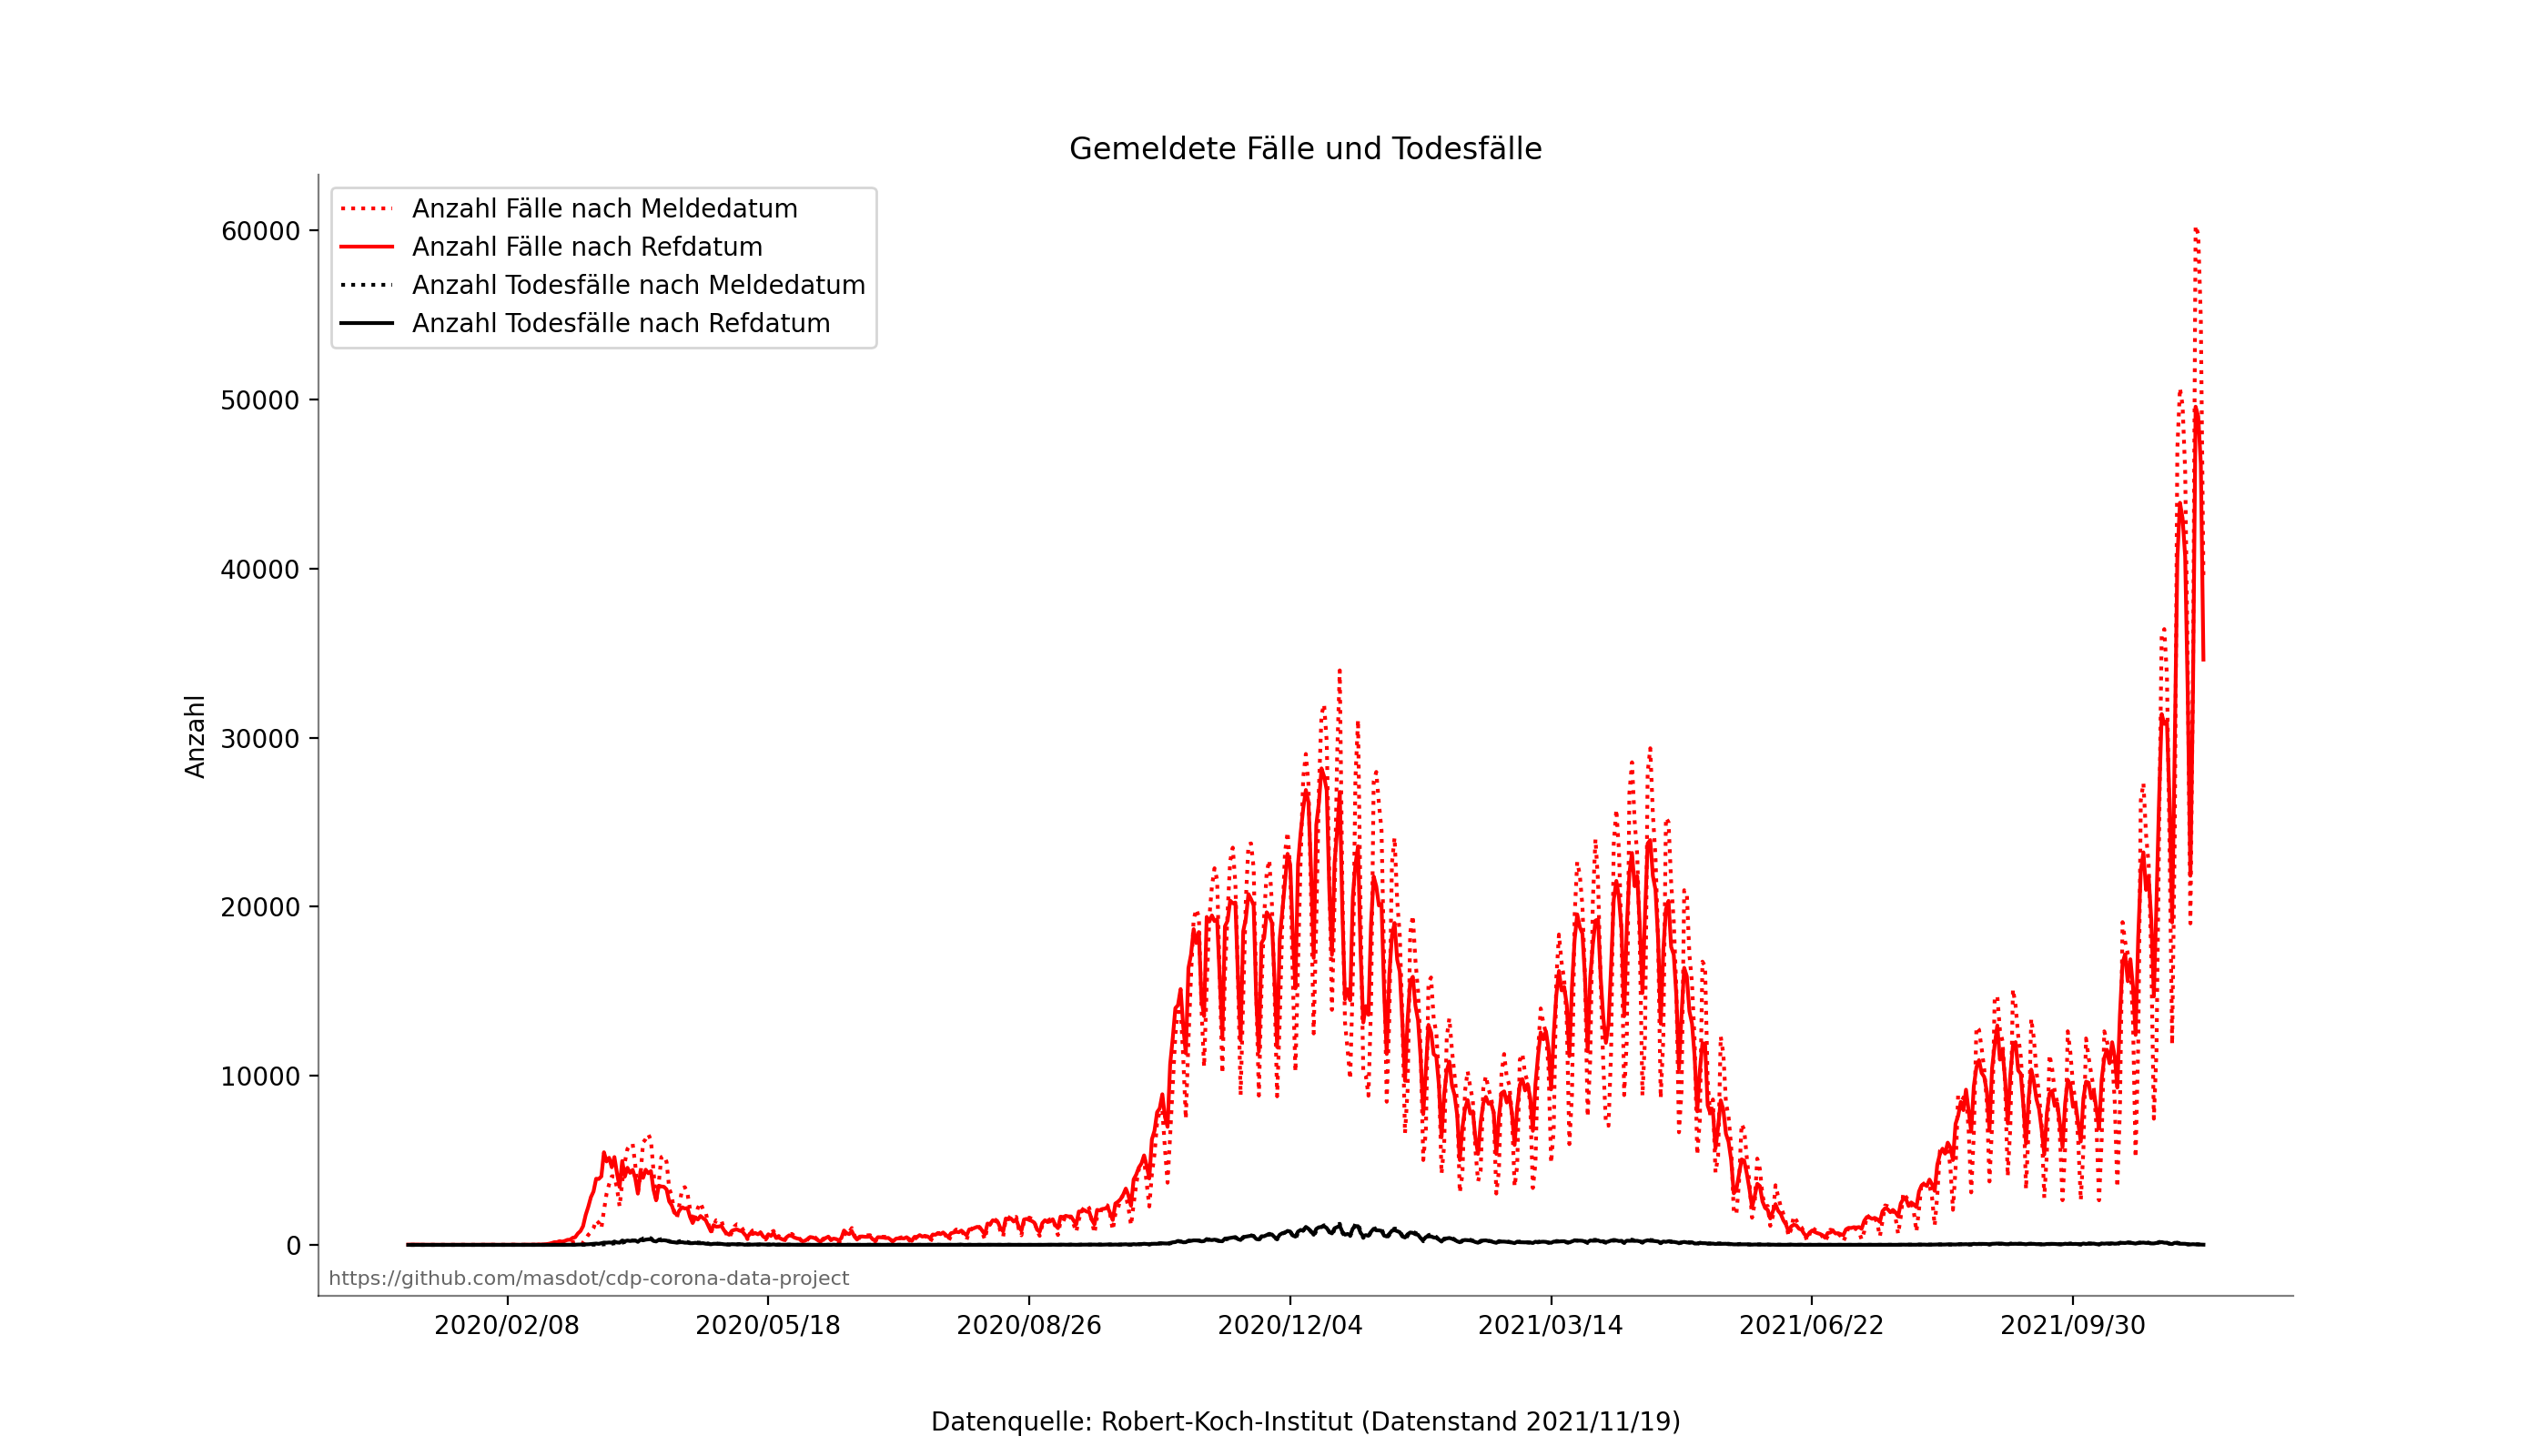 Gemeldete Fälle und Todesfälle
Anzahl Fälle nach Meldedatum
Anzahl Fälle nach Refdatum
Anzahl Todesfälle nach Meldedatum
Anzahl Todesfälle nach Refdatum
60000
50000
40000
30000
20000
10000
0
Anzahl
https://github.com/masdot/cdp-corona-data-project
2020/02/08 2020/05/18 2020/08/26 2020/12/04 2021/03/14 2021/06/22 2021/09/30
Datenquelle: Robert-Koch-Institut (Datenstand 2021/11/19)